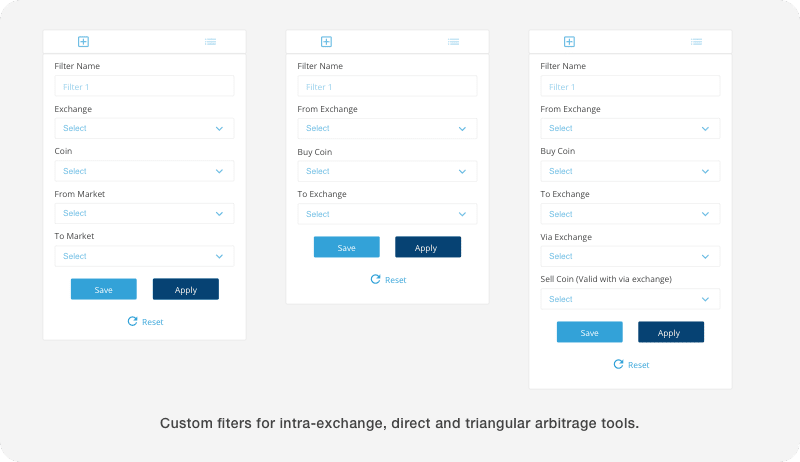 Filter Name
Filter 1
Exchange
Select
Coin
Select
From Market
Select
To Market
Select
Save Apply
Reset
Filter Name
Filter 1
From Exchange
Select
Buy Coin
Select
To Exchange
Select
Save Apply
Reset
Filter Name
Filter 1
From Exchange
Select
Buy Coin
Select
To Exchange
Select
Via Exchange
Select
Sell Coin (Valid with via exchange)
Select
Save Apply
Reset
Custom fiters for intra-exchange, direct and triangular arbitrage tools.